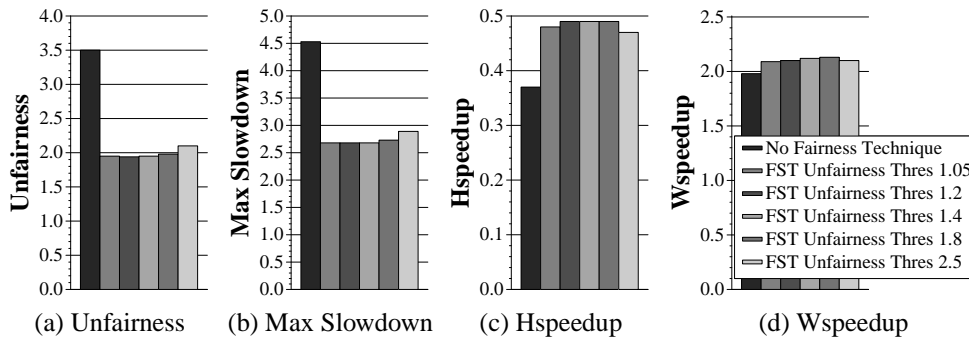 Unfairness
4.0
3.5
3.0
2.5
2.0
1.5
1.0
0.5
0.0
(a) Unfairness
Max Slowdown
5.0
4.5
4.0
3.5
3.0
2.5
2.0
1.5
1.0
0.5
0.0
(b) Max Slowdown
Hspeedup
0.5
0.4
0.3
0.2
0.1
0.0
(c) Hspeedup
Wspeedup
2.5
2.0
1.5
1.0
0.5
0.0
No Fairness Technique
FST Unfairness Thres 1.05
FST Unfairness Thres 1.2
FST Unfairness Thres 1.4
FST Unfairness Thres 1.8
FST Unfairness Thres 2.5
(d) Wspeedup